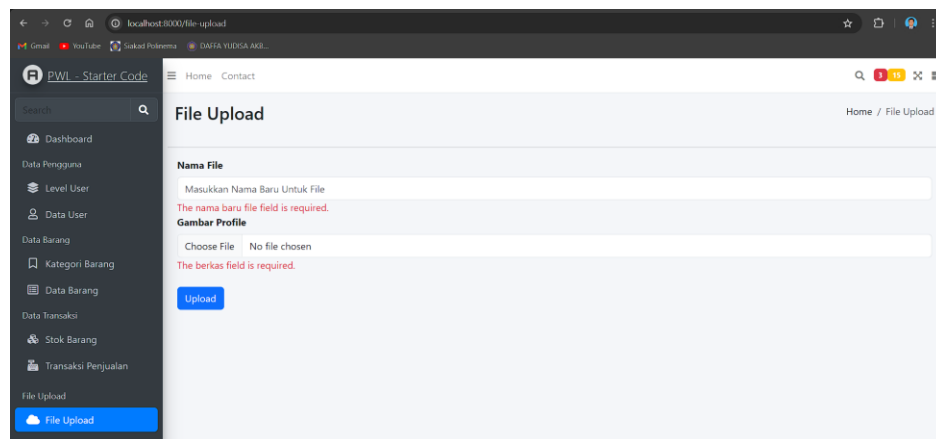 localhost:8000/file-upload
Gmail YouTube Siakad Polinema DAFFA YUDISA AKB...
PWL - Starter Code
Home Contact
3 15
Search
File Upload
Home / File Upload
Dashboard
Data Pengguna
Level User
Data User
Data Barang
Kategori Barang
Data Barang
Data Transaksi
Stok Barang
Transaksi Penjualan
File Upload
File Upload
Nama File
Masukkan Nama Baru Untuk File
The nama baru file field is required.
Gambar Profile
Choose File No file chosen
The berkas field is required.
Upload